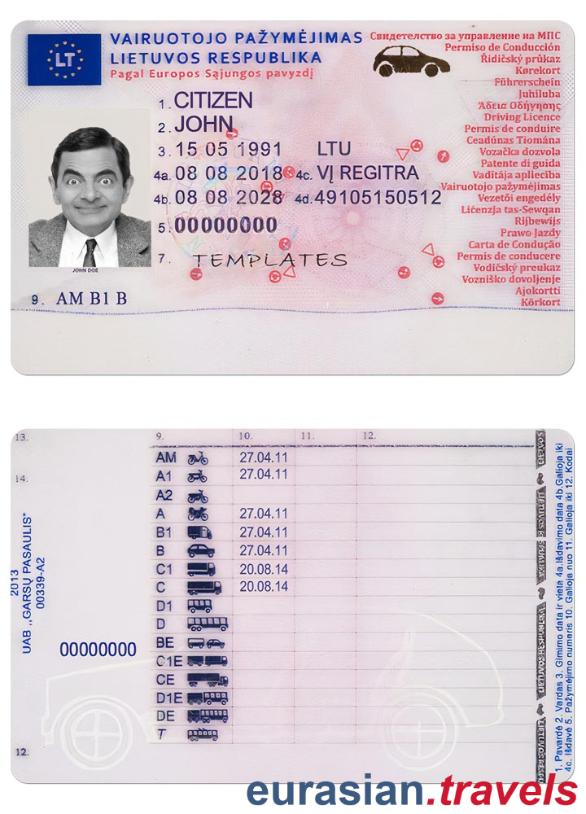 VAIRUOTOJO PAŽYMĖJIMAS
LIETUVOS RESPUBLIKA
Pagal Europos Sąjungos pavyzdį
LT
1. CITIZEN
2. JOHN
3. 15 05 1991 LTU
4a. 08 08 2018 4c. VĮ REGITRA
4b. 08 08 2028 4d. 49105150512
5. 00000000
7. TEMPLATES
JOHN DOE
9. AM B1 B
Свидетелство за управление на МПС
Permiso de Conducción
Řidičský průkaz
Kørekort
Führerschein
Juhiluba
Άδεια Οδήγησης
Driving Licence
Permis de conduire
Ceadúnas Tiomána
Vozačka dozvola
Patente di guida
Vadītāja apliecība
Vairuotojo pažymėjimas
Vezetői engedély
Liċenzja tas-Sewqan
Rijbewijs
Prawo Jazdy
Carta de Condução
Permis de conducere
Vodičský preukaz
Vozniško dovoljenje
Ajokortti
Körkort
13.
14.
9. 10. 11. 12.
AM 27.04.11
A1 27.04.11
A2
A 27.04.11
B1 27.04.11
B 27.04.11
C1 20.08.14
C 20.08.14
D1
D
BE
C1E
CE
D1E
DE
T
2013
UAB „GARSŲ PASAULIS"
00339-A2
00000000
12.
1. Pavardė 2. Vardas 3. Gimimo data ir vieta 4a.Išdavimo data 4b.Galioja iki
4c. Išdavė 5. Pažymėjimo numeris 10. Galioja nuo 11. Galioja iki 12. Kodai
eurasian.travels